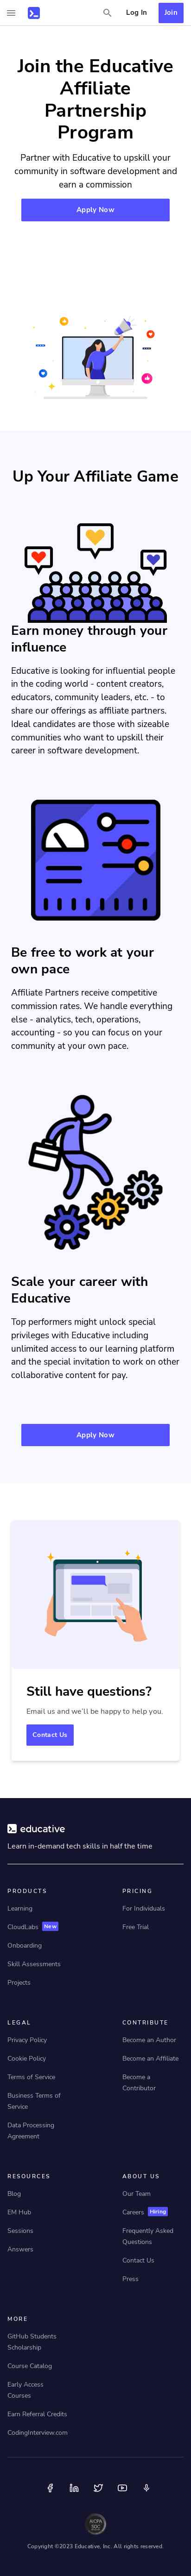 Log In
Join
Join the Educative
Affiliate
Partnership
Program
Partner with Educative to upskill your
community in software development and
earn a commission
Apply Now
Up Your Affiliate Game
Earn money through your
influence
Educative is looking for influential people
in the coding world - content creators,
educators, community leaders, etc. - to
share our offerings as affiliate partners.
Ideal candidates are those with sizeable
communities who want to upskill their
career in software development.
Be free to work at your
own pace
Affiliate Partners receive competitive
commission rates. We handle everything
else - analytics, tech, operations,
accounting - so you can focus on your
community at your own pace.
Scale your career with
Educative
Top performers might unlock special
privileges with Educative including
unlimited access to our learning platform
and the special invitation to work on other
collaborative content for pay.
Apply Now
Still have questions?
Email us and we'll be happy to help you.
Contact Us
educative
Learn in-demand tech skills in half the time
PRODUCTS
Learning
CloudLabs New
Onboarding
Skill Assessments
Projects
PRICING
For Individuals
Free Trial
LEGAL
Privacy Policy
Cookie Policy
Terms of Service
Business Terms of
Service
Data Processing
Agreement
CONTRIBUTE
Become an Author
Become an Affiliate
Become a
Contributor
RESOURCES
Blog
EM Hub
Sessions
Answers
ABOUT US
Our Team
Careers Hiring
Frequently Asked
Questions
Contact Us
Press
MORE
GitHub Students
Scholarship
Course Catalog
Early Access
Courses
Earn Referral Credits
CodingInterview.com
AICPA
SOC
Copyright ©2023 Educative, Inc. All rights reserved.